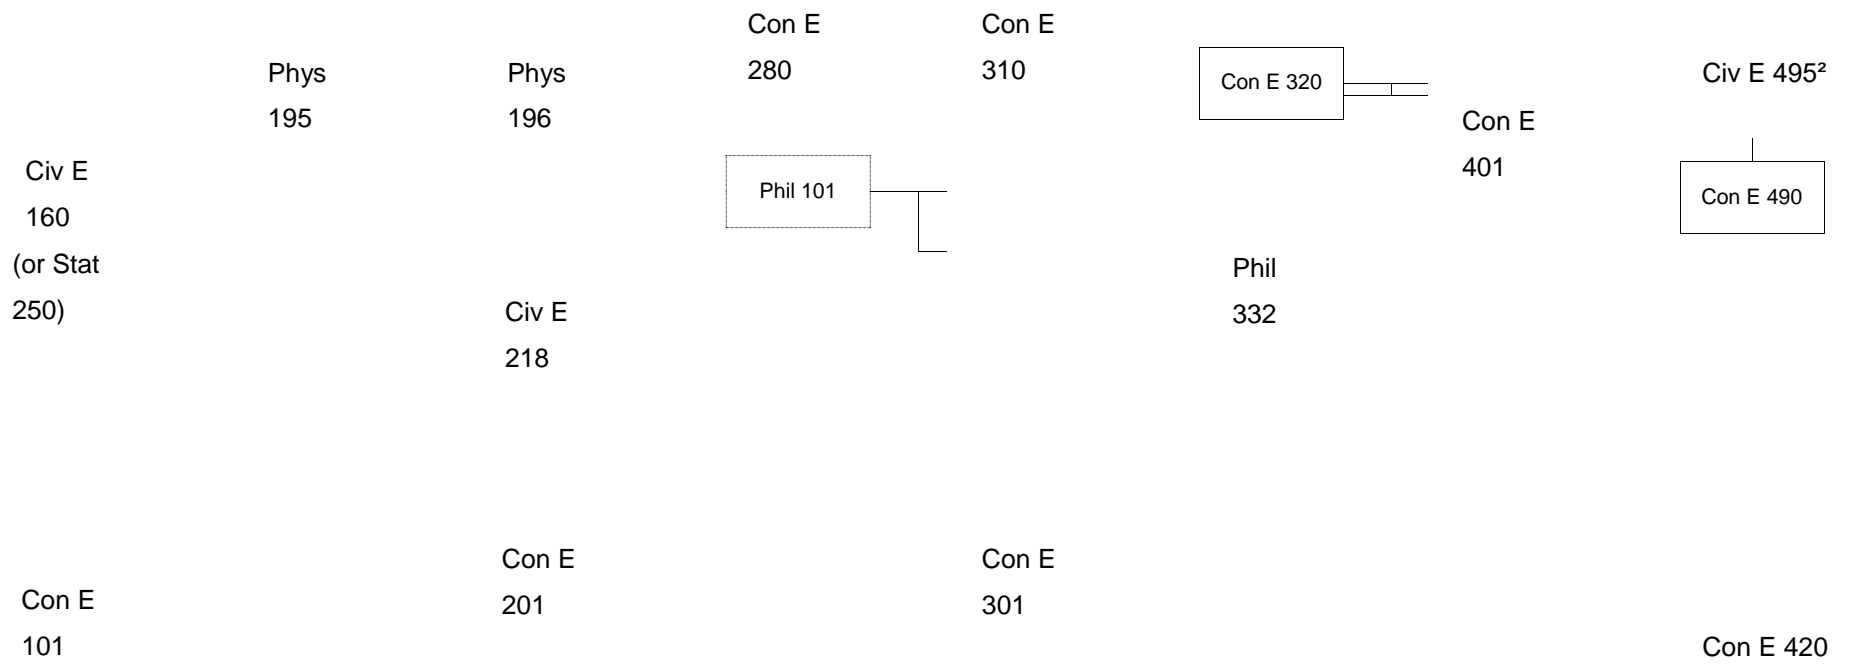 Con E
280
Con E
310
Phys
195
Phys
196
Con E 320
Civ E 495²
Con E
401
Civ E
160
(or Stat
250)
Phil 101
Con E 490
Phil
332
Civ E
218
Con E
201
Con E
301
Con E
101
Con E 420